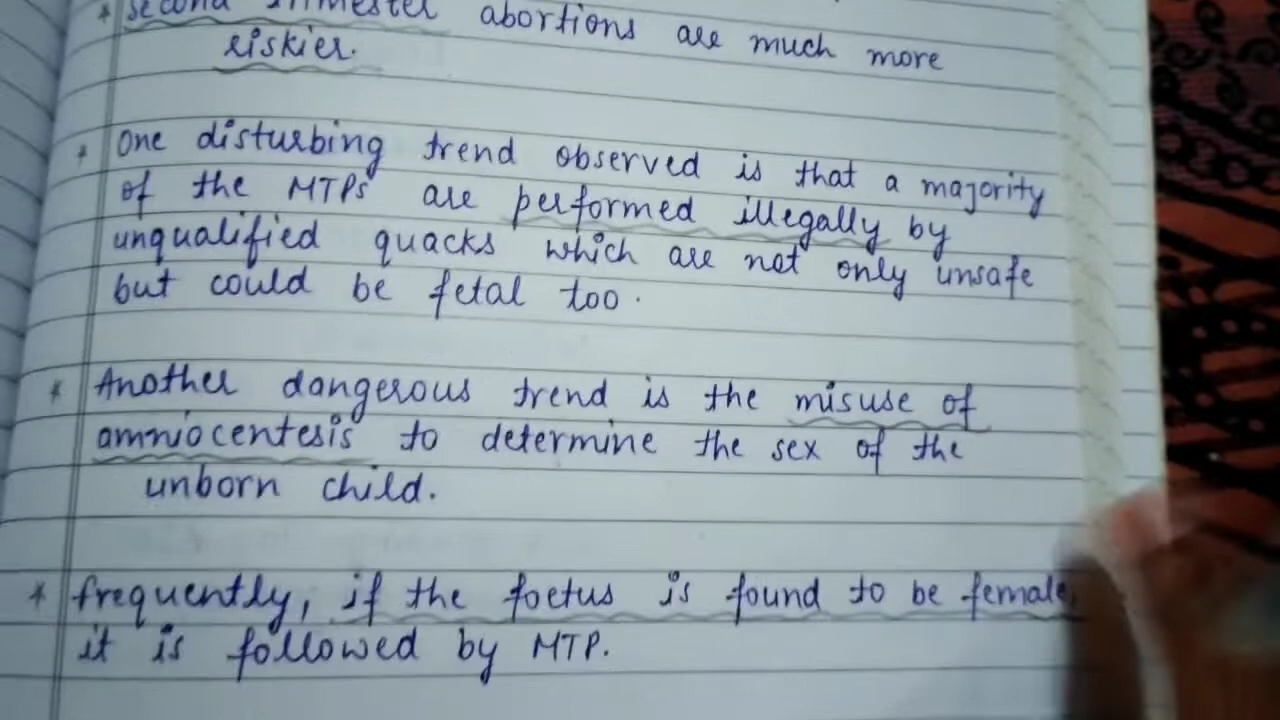 * second trimester abortions are much more
riskier.
* One disturbing trend observed is that a majority
of the MTPs are performed illegally by
unqualified quacks which are not only unsafe
but could be fetal too.
* Another dangerous trend is the misuse of
amniocentesis to determine the sex of the
unborn child.
* frequently, if the foetus is found to be female,
it is followed by MTP.